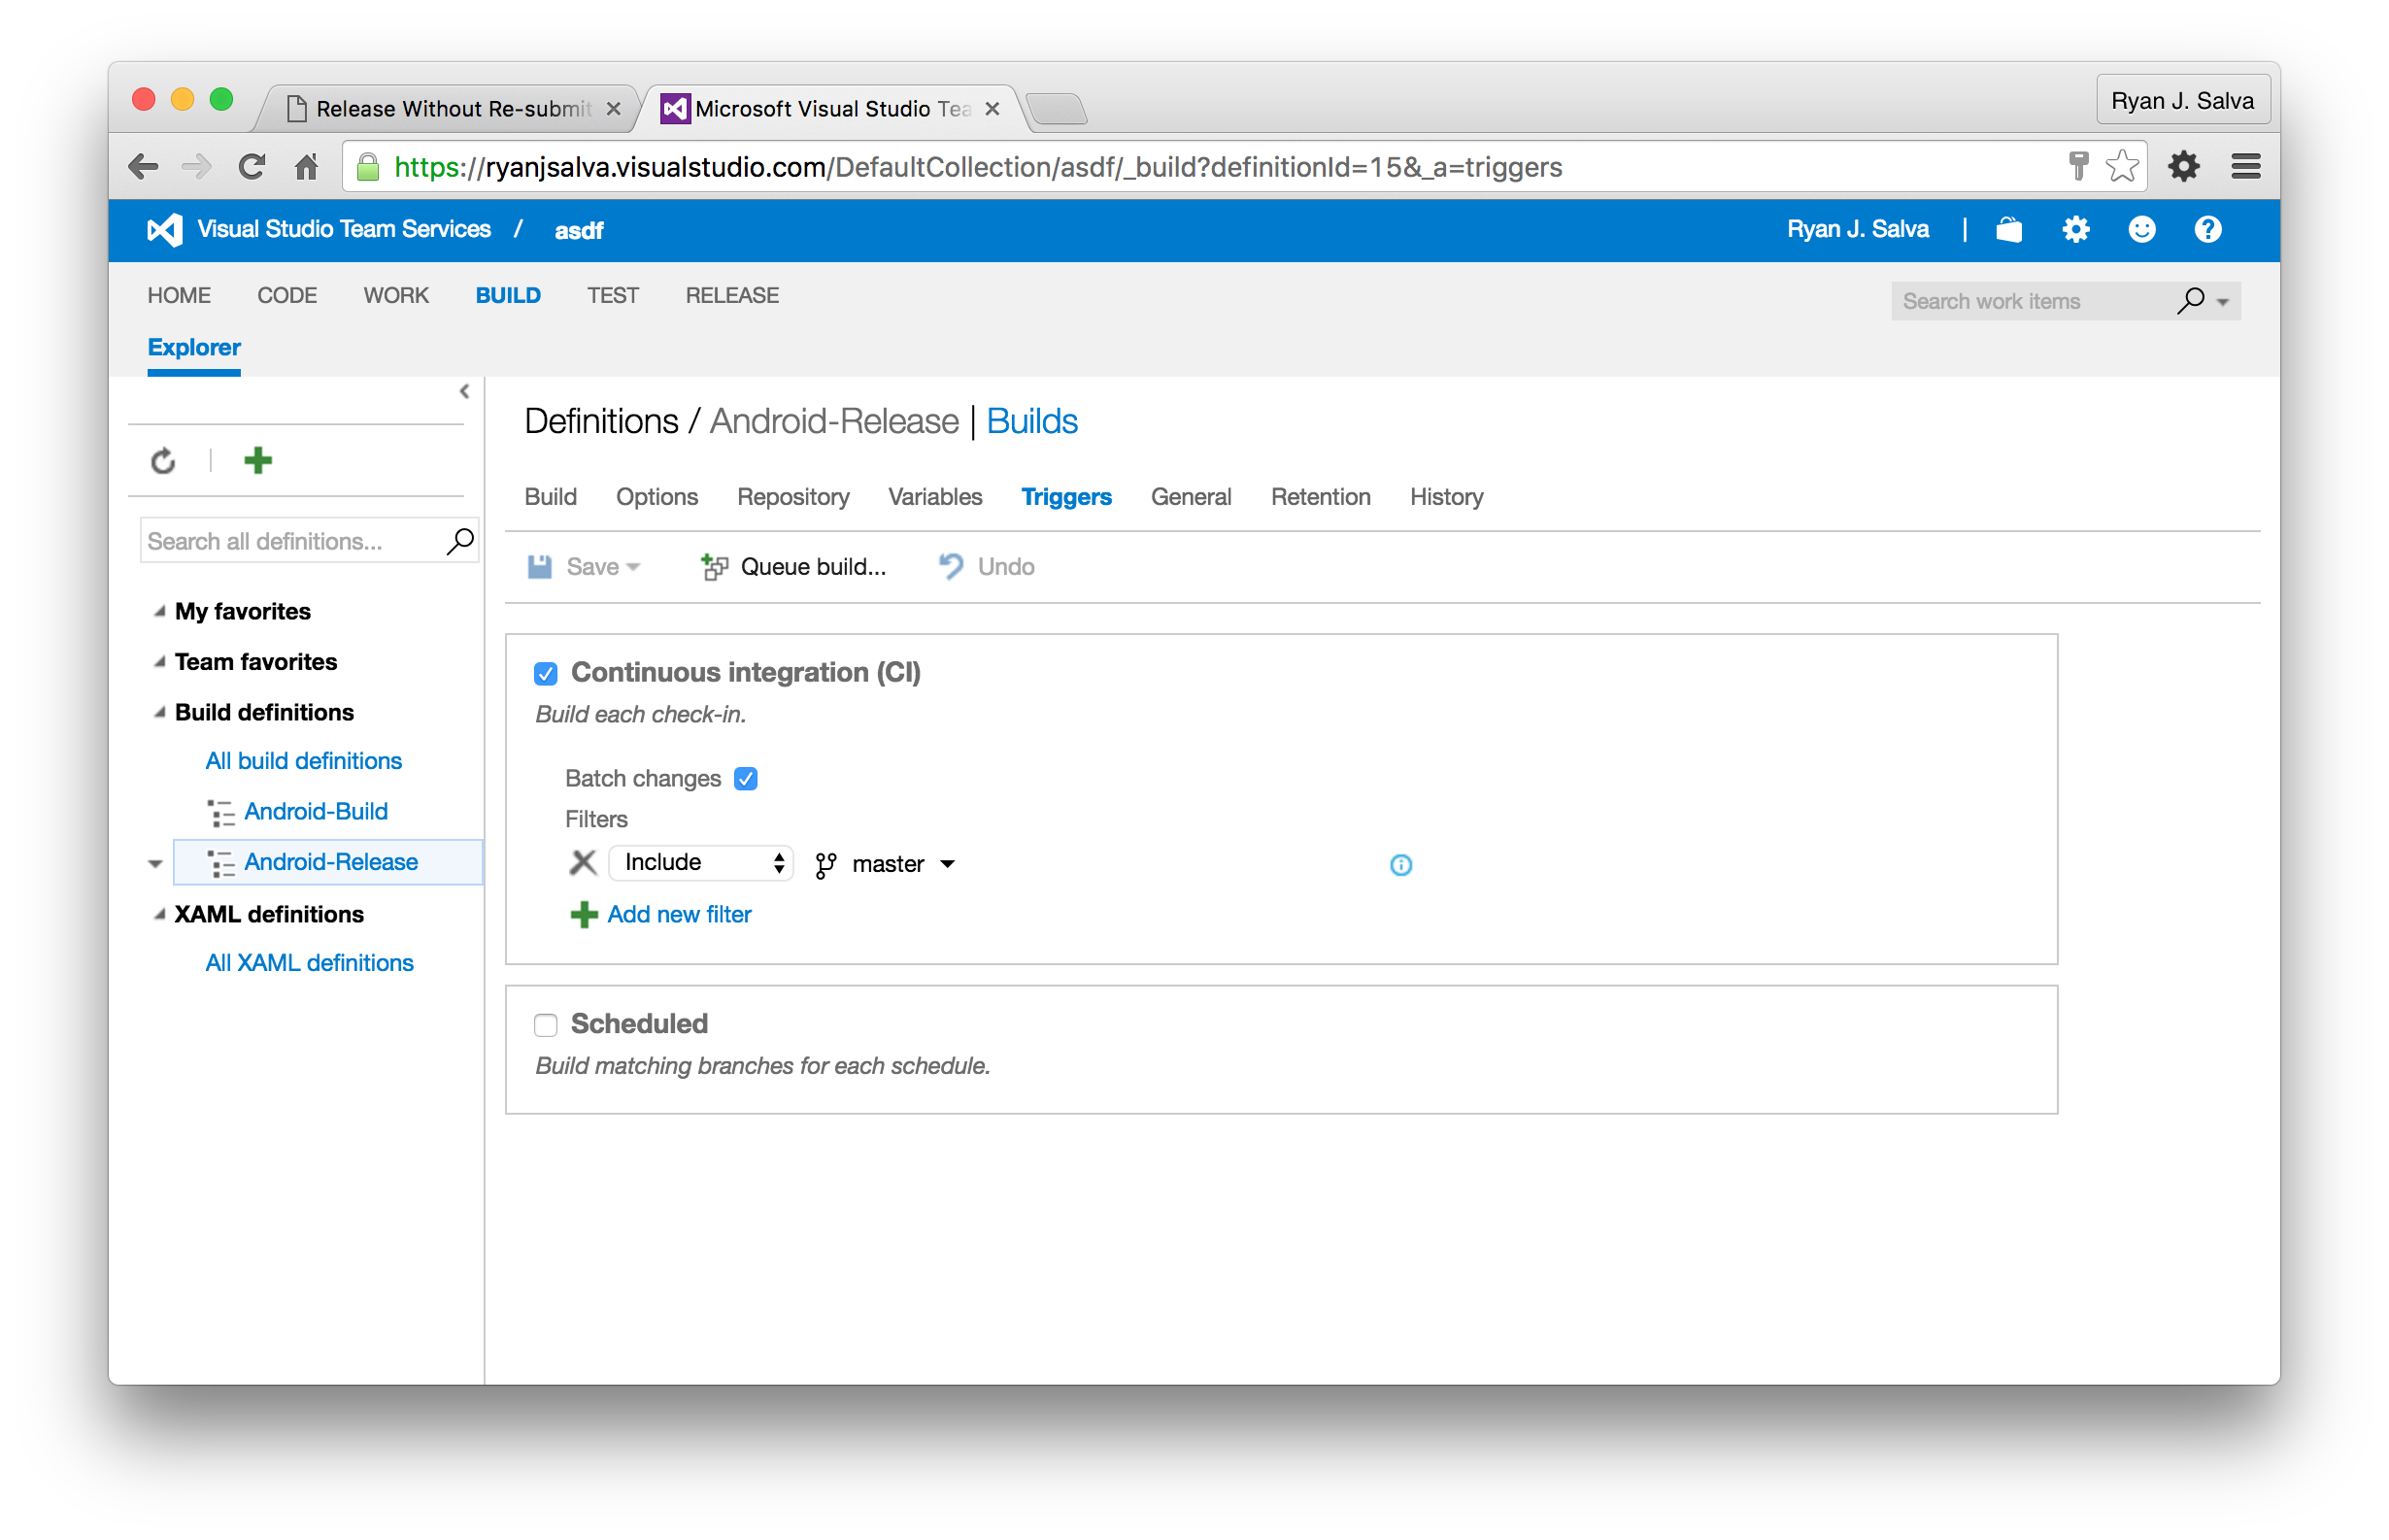 Release Without Re-submit
Microsoft Visual Studio Tea
Ryan J. Salva
https://ryanjsalva.visualstudio.com/DefaultCollection/asdf/_build?definitionId=15&_a=triggers
Visual Studio Team Services / asdf
Ryan J. Salva |
HOME CODE WORK BUILD TEST RELEASE
Search work items
Explorer
Search all definitions...
My favorites
Team favorites
Build definitions
All build definitions
Android-Build
Android-Release
XAML definitions
All XAML definitions
Definitions / Android-Release | Builds
Build Options Repository Variables Triggers General Retention History
Save Queue build... Undo
Continuous integration (CI)
Build each check-in.
Batch changes
Filters
Include master
Add new filter
Scheduled
Build matching branches for each schedule.